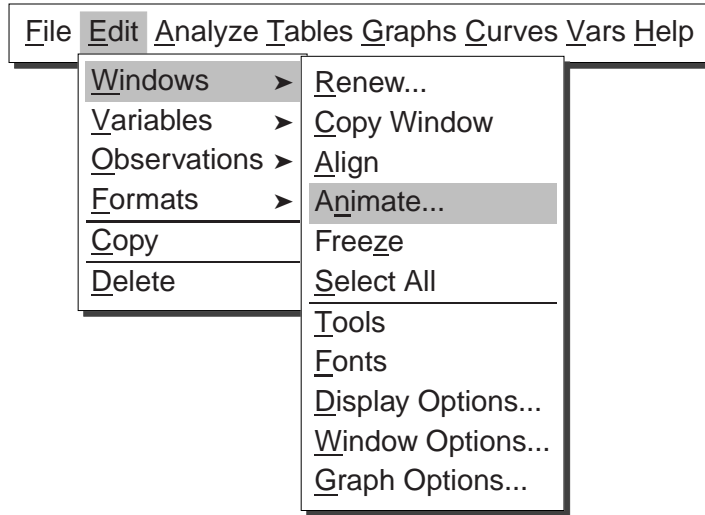 File Edit Analyze Tables Graphs Curves Vars Help
Windows ➤
Variables ➤
Observations ➤
Formats ➤
Copy
Delete
Renew...
Copy Window
Align
Animate...
Freeze
Select All
Tools
Fonts
Display Options...
Window Options...
Graph Options...